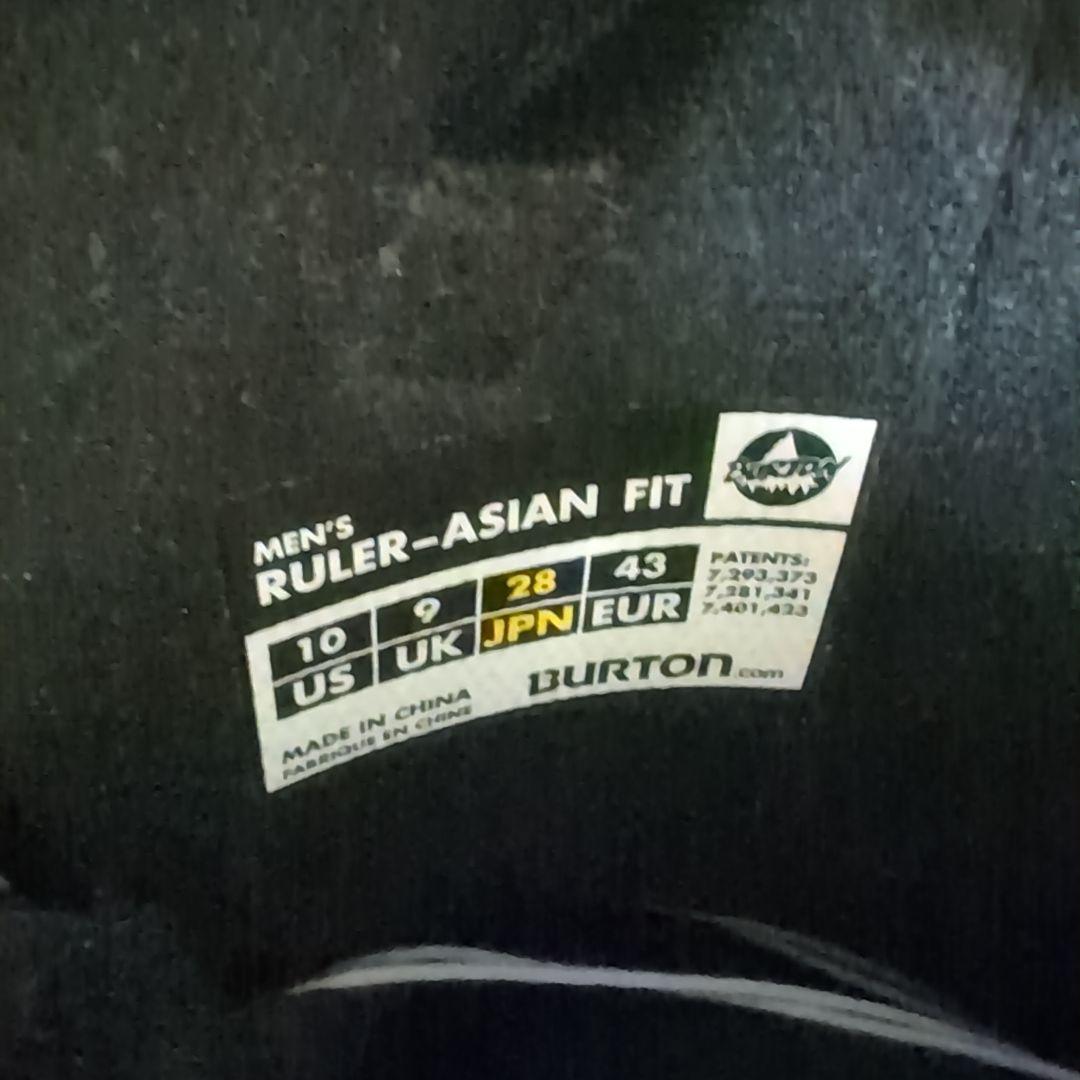 MEN'S
RULER-ASIAN FIT
10 9 28 43
US UK JPN EUR
PATENTS:
7,293,373
7,281,341
7,401,423
MADE IN CHINA
FABRIQUE EN CHINE
BURTON.com
BURTON